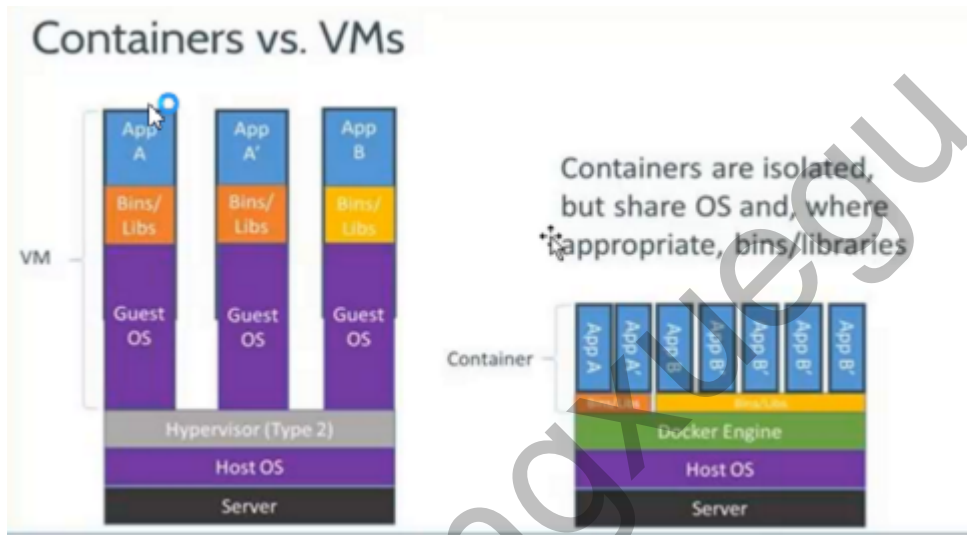 Containers vs. VMs
App
A
App
A'
App
B
Bins/
Libs
Bins/
Libs
Bins/
Libs
VM
Guest
OS
Guest
OS
Guest
OS
Hypervisor (Type 2)
Host OS
Server
Containers are isolated,
but share OS and, where
appropriate, bins/libraries
Container
App A
App A'
App B
App B'
App B'
App B'
App B'
Bins/Libs
Bins/Libs
Docker Engine
Host OS
Server